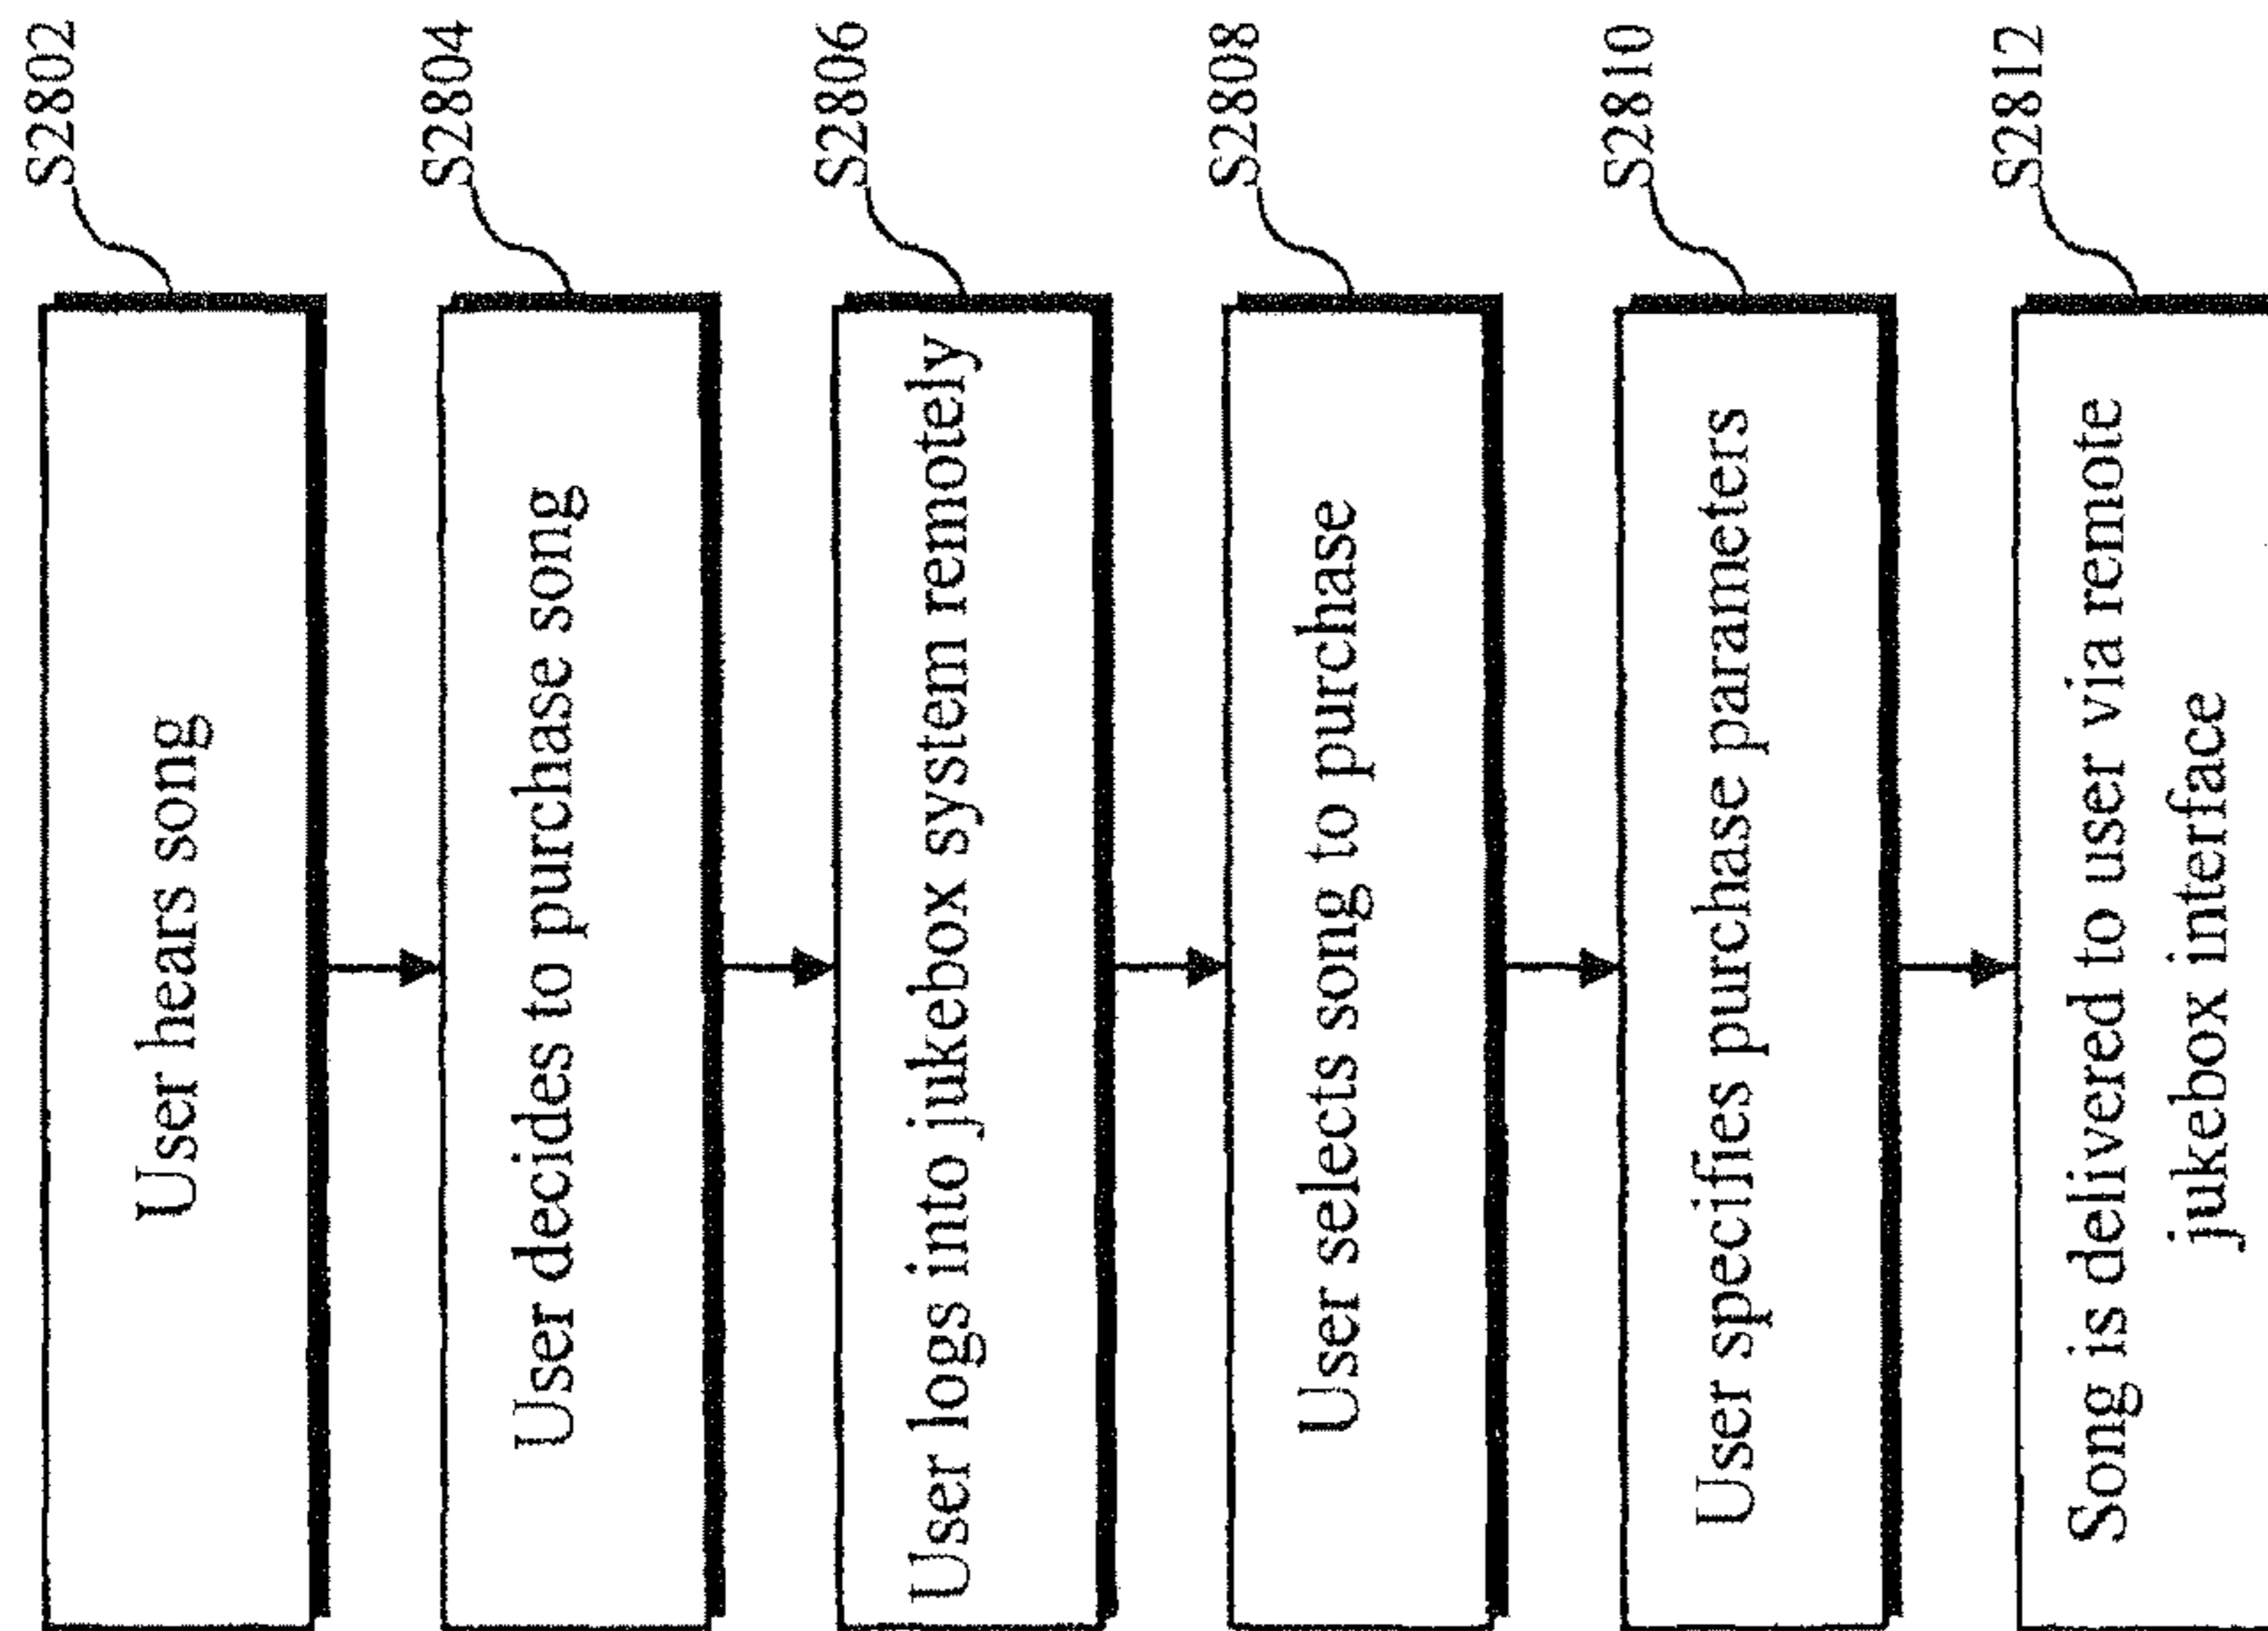 User hears song
S2802
User decides to purchase song
S2804
User logs into jukebox system remotely
S2806
User selects song to purchase
S2808
User specifies purchase parameters
S2810
Song is delivered to user via remote
jukebox interface
S2812